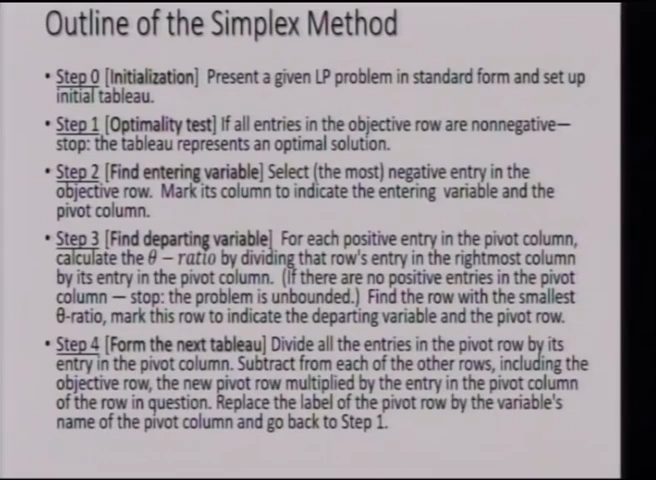 Outline of the Simplex Method
• Step 0 [Initialization] Present a given LP problem in standard form and set up
initial tableau.
• Step 1 [Optimality test] If all entries in the objective row are nonnegative—
stop: the tableau represents an optimal solution.
• Step 2 [Find entering variable] Select (the most) negative entry in the
objective row. Mark its column to indicate the entering variable and the
pivot column.
• Step 3 [Find departing variable] For each positive entry in the pivot column,
calculate the θ − ratio by dividing that row's entry in the rightmost column
by its entry in the pivot column. (If there are no positive entries in the pivot
column — stop: the problem is unbounded.) Find the row with the smallest
θ-ratio, mark this row to indicate the departing variable and the pivot row.
• Step 4 [Form the next tableau] Divide all the entries in the pivot row by its
entry in the pivot column. Subtract from each of the other rows, including the
objective row, the new pivot row multiplied by the entry in the pivot column
of the row in question. Replace the label of the pivot row by the variable's
name of the pivot column and go back to Step 1.